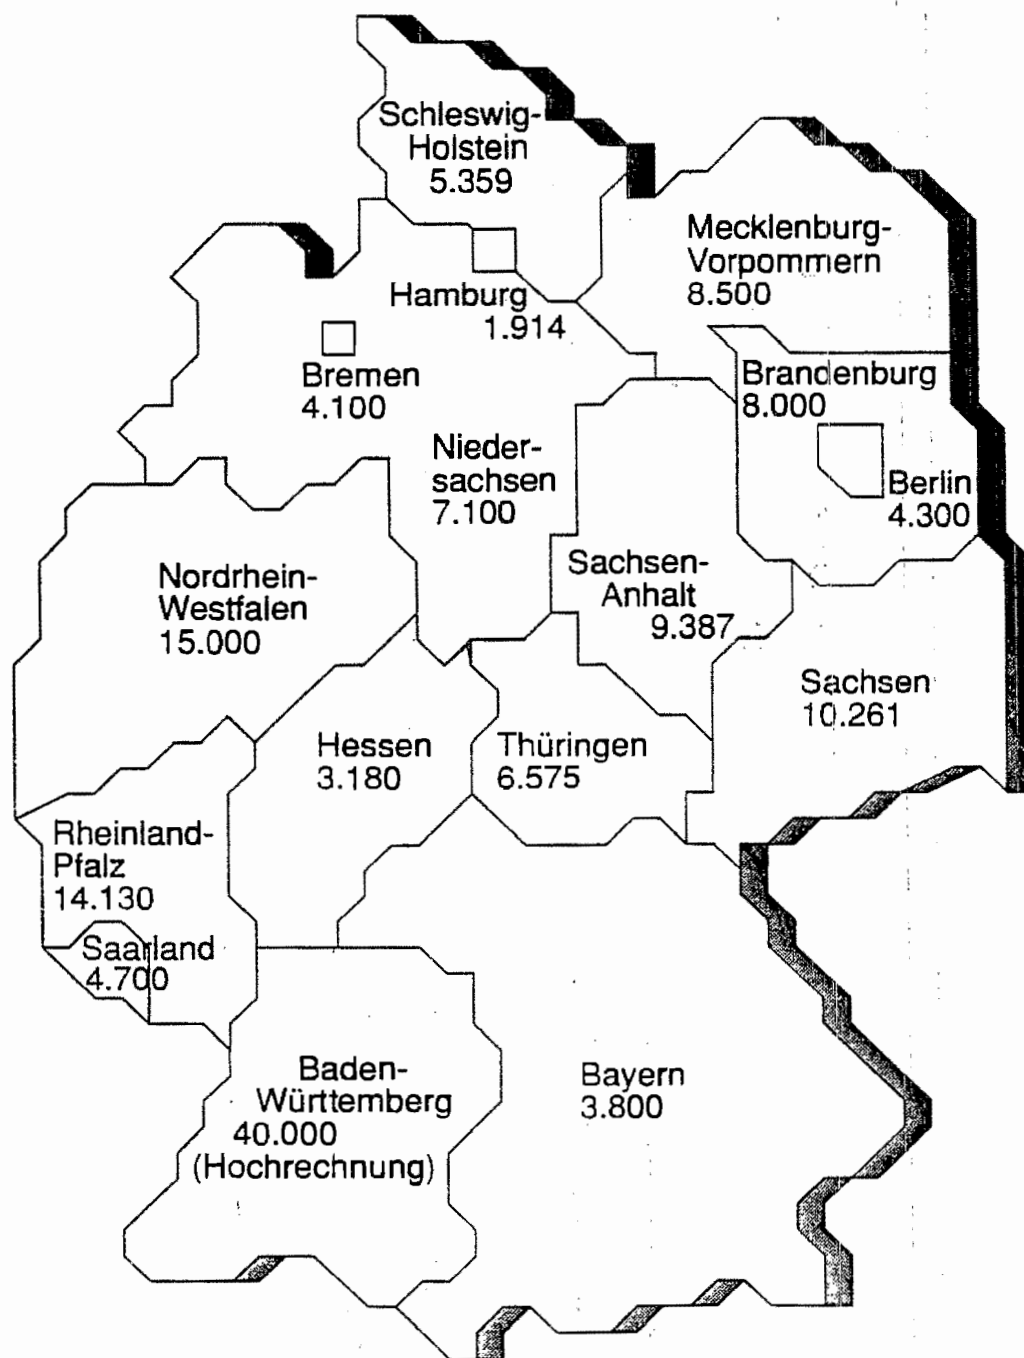 Schleswig-
Holstein
5.359
Mecklenburg-
Vorpommern
8.500
Hamburg
1.914
Bremen
4.100
Brandenburg
8.000
Nieder-
sachsen
7.100
Berlin
4.300
Sachsen-
Anhalt
9.387
Nordrhein-
Westfalen
15.000
Sachsen
10.261
Hessen
3.180
Thüringen
6.575
Rheinland-
Pfalz
14.130
Saarland
4.700
Baden-
Württemberg
40.000
(Hochrechnung)
Bayern
3.800